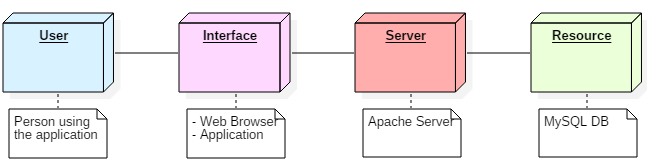 User
Interface
Server
Resource
Person using
the application
- Web Browser
- Application
Apache Server
MySQL DB